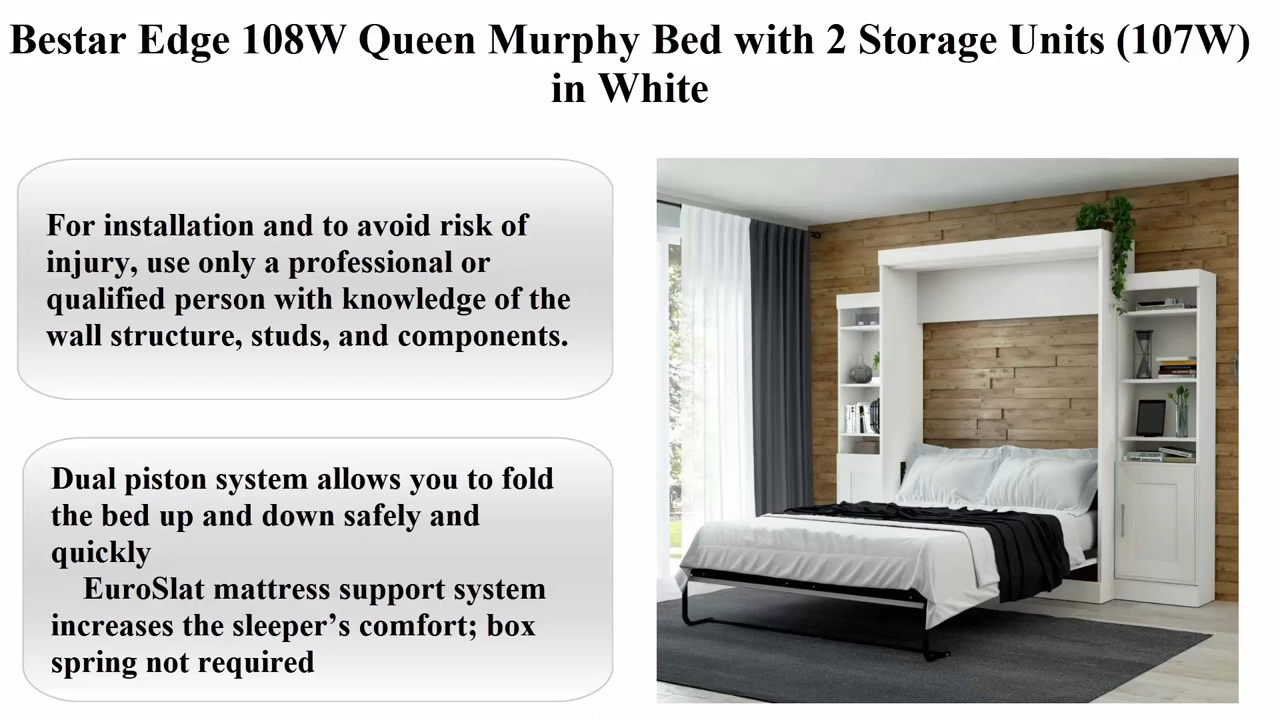 Bestar Edge 108W Queen Murphy Bed with 2 Storage Units (107W)
in White
For installation and to avoid risk of
injury, use only a professional or
qualified person with knowledge of the
wall structure, studs, and components.
Dual piston system allows you to fold
the bed up and down safely and
quickly
EuroSlat mattress support system
increases the sleeper’s comfort; box
spring not required